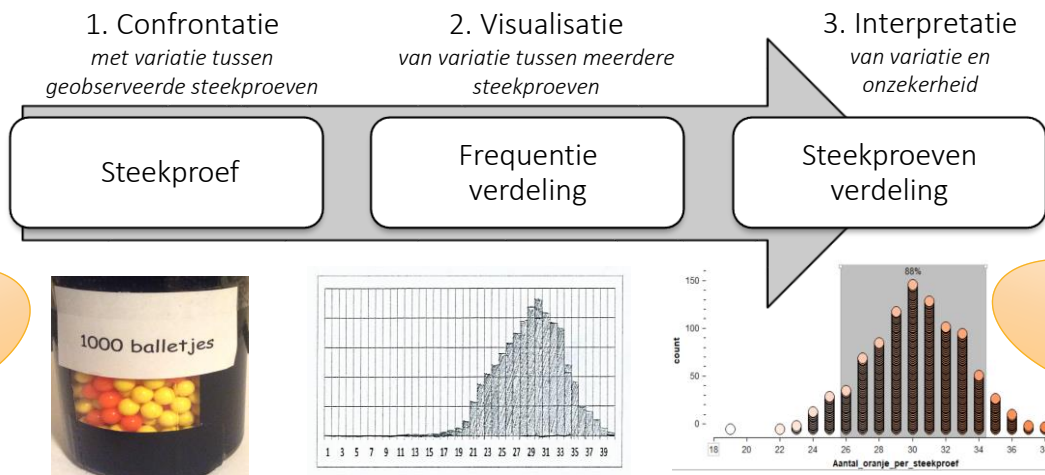 1. Confrontatie
met variatie tussen
geobserveerde steekproeven
2. Visualisatie
van variatie tussen meerdere
steekproeven
3. Interpretatie
van variatie en
onzekerheid
Steekproef
Frequentie
verdeling
Steekproeven
verdeling
1000 balletjes
1 3 5 7 9 11 13 15 17 19 21 23 25 27 29 31 33 35 37 39
88%
150
100
50
0
count
18 20 22 24 26 28 30 32 34 36
Aantal_oranje_per_steekproef